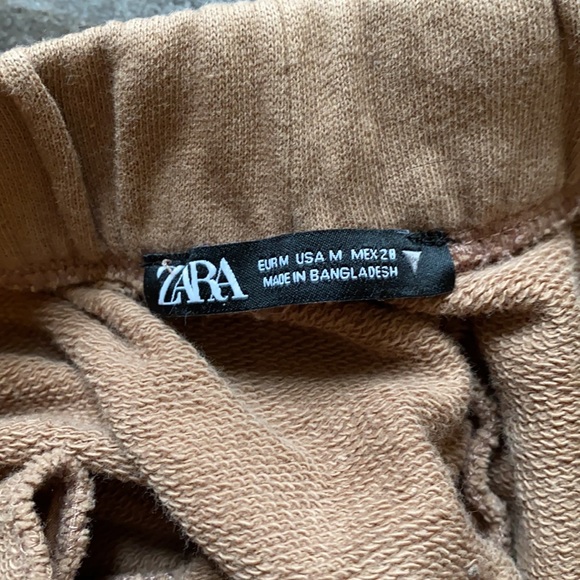 ZARA
EUR M USA M MEX 28
MADE IN BANGLADESH